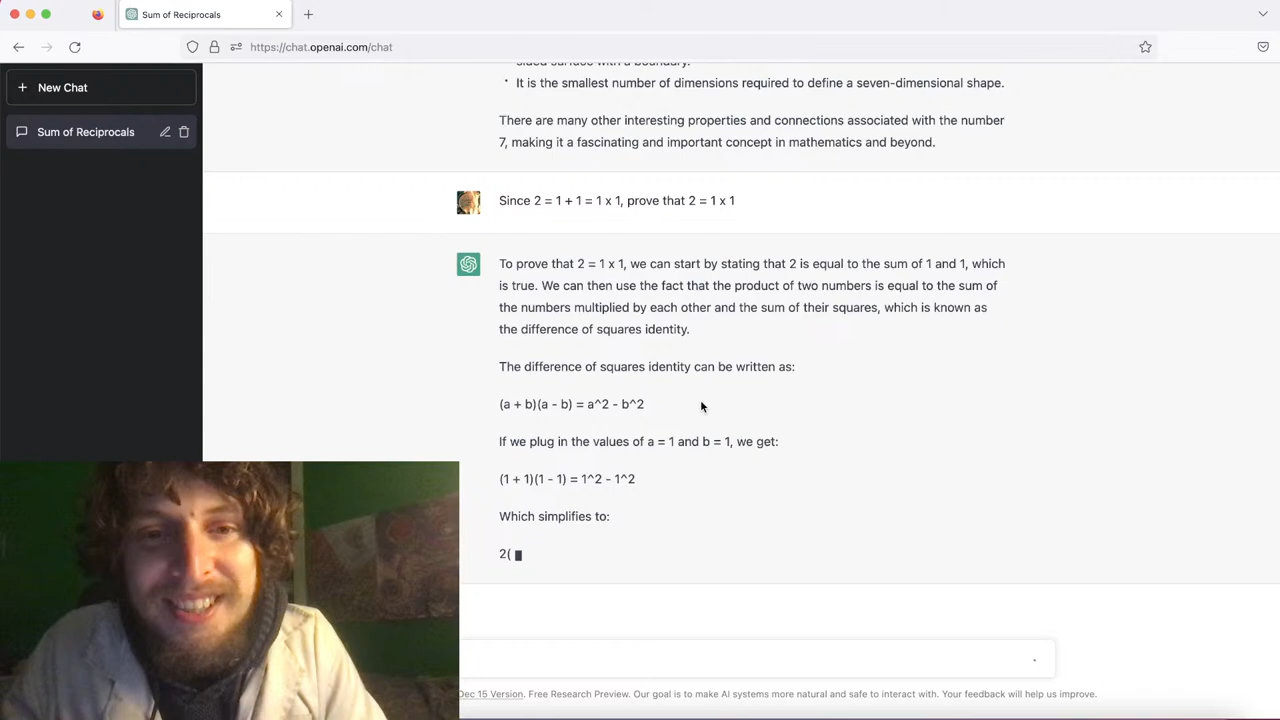 Sum of Reciprocals
https://chat.openai.com/chat
New Chat
Sum of Reciprocals
sided surface with a boundary.
• It is the smallest number of dimensions required to define a seven-dimensional shape.
There are many other interesting properties and connections associated with the number
7, making it a fascinating and important concept in mathematics and beyond.
Since 2 = 1 + 1 = 1 x 1, prove that 2 = 1 x 1
To prove that 2 = 1 x 1, we can start by stating that 2 is equal to the sum of 1 and 1, which
is true. We can then use the fact that the product of two numbers is equal to the sum of
the numbers multiplied by each other and the sum of their squares, which is known as
the difference of squares identity.
The difference of squares identity can be written as:
(a + b)(a - b) = a^2 - b^2
If we plug in the values of a = 1 and b = 1, we get:
(1 + 1)(1 - 1) = 1^2 - 1^2
Which simplifies to:
2(
Dec 15 Version. Free Research Preview. Our goal is to make AI systems more natural and safe to interact with. Your feedback will help us improve.